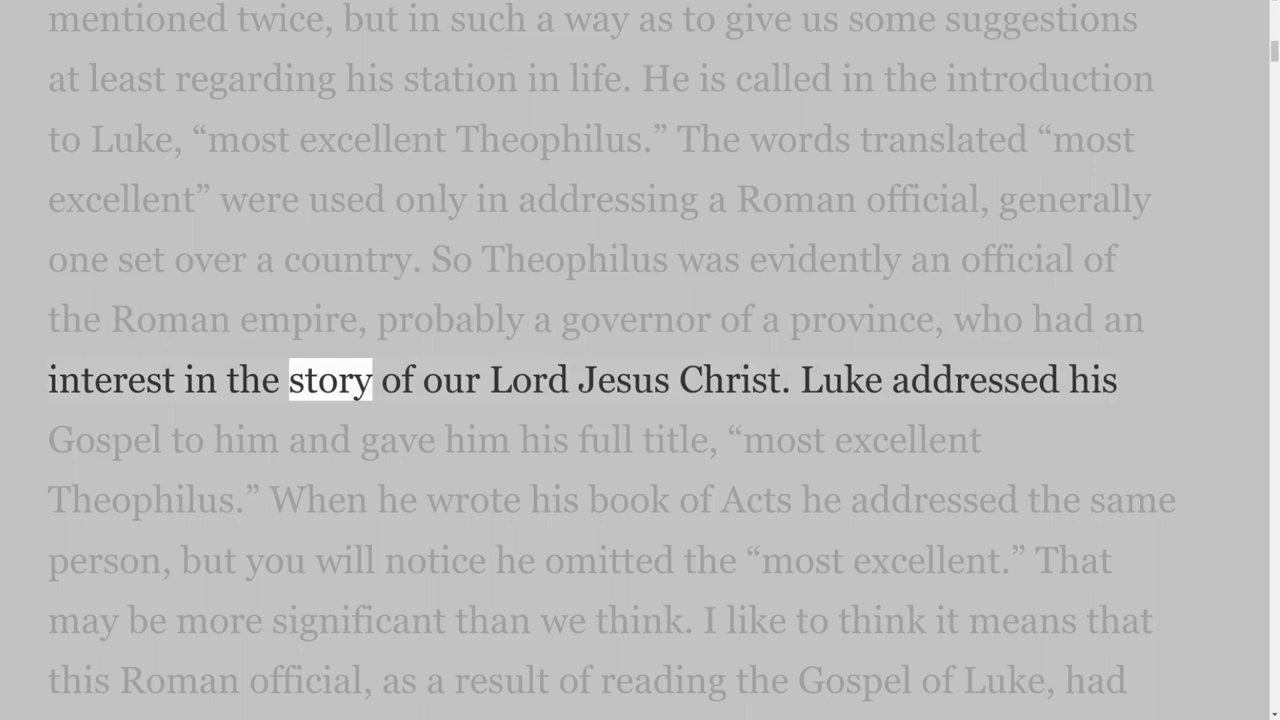 mentioned twice, but in such a way as to give us some suggestions
at least regarding his station in life. He is called in the introduction
to Luke, “most excellent Theophilus.” The words translated “most
excellent” were used only in addressing a Roman official, generally
one set over a country. So Theophilus was evidently an official of
the Roman empire, probably a governor of a province, who had an
interest in the story of our Lord Jesus Christ. Luke addressed his
Gospel to him and gave him his full title, “most excellent
Theophilus.” When he wrote his book of Acts he addressed the same
person, but you will notice he omitted the “most excellent.” That
may be more significant than we think. I like to think it means that
this Roman official, as a result of reading the Gospel of Luke, had